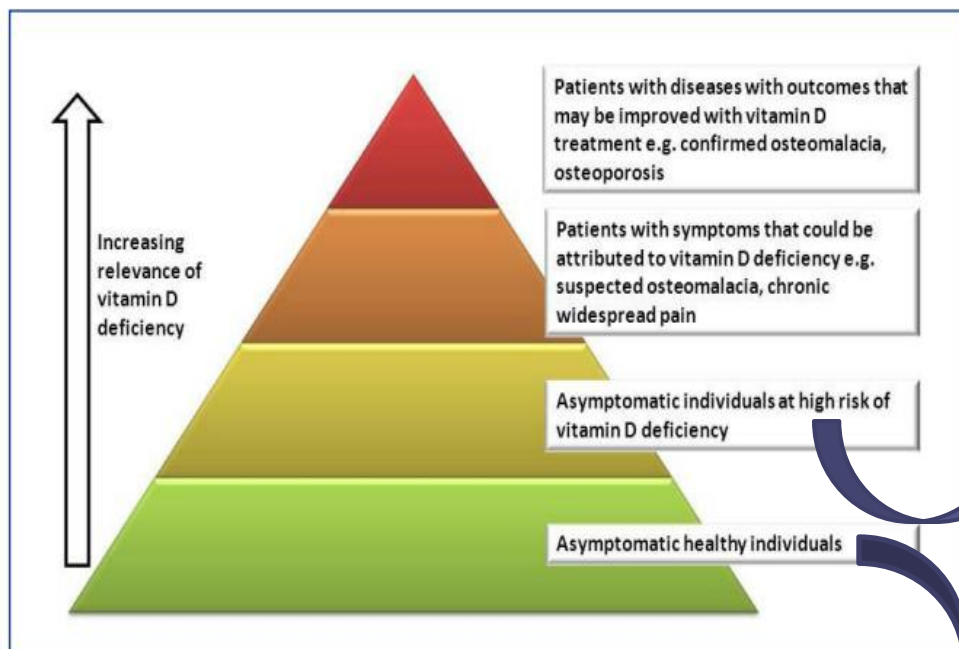 Increasing
relevance of
vitamin D
deficiency
Patients with diseases with outcomes that
may be improved with vitamin D
treatment e.g. confirmed osteomalacia,
osteoporosis
Patients with symptoms that could be
attributed to vitamin D deficiency e.g.
suspected osteomalacia, chronic
widespread pain
Asymptomatic individuals at high risk of
vitamin D deficiency
Asymptomatic healthy individuals